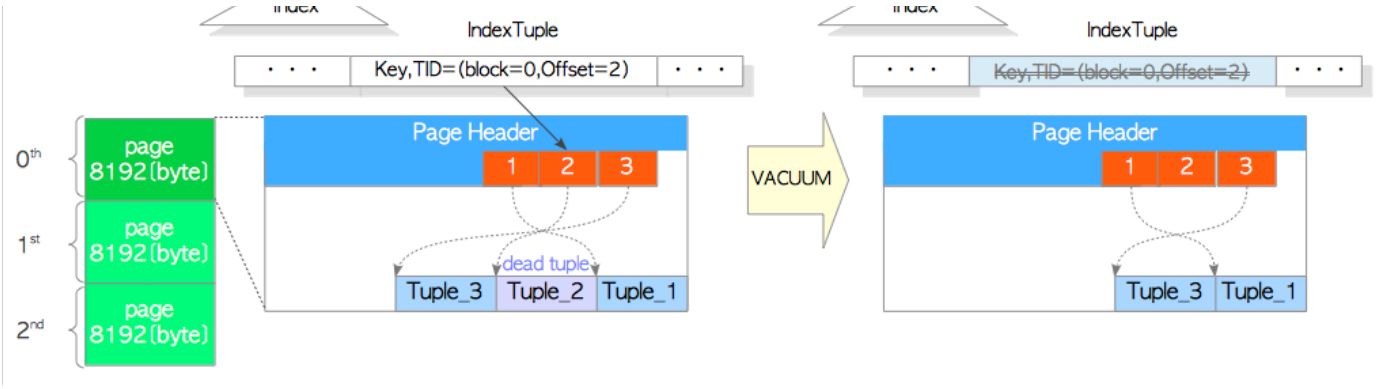 Index
Index
IndexTuple
IndexTuple
· · ·
Key,TID=(block=0,Offset=2)
· · ·
· · ·
Key,TID=(block=0,Offset=2)
· · ·
0th
page
8192(byte)
1st
page
8192(byte)
2nd
page
8192(byte)
Page Header
1 2 3
dead tuple
Tuple_3 Tuple_2 Tuple_1
VACUUM
Page Header
1 2 3
Tuple_3 Tuple_1